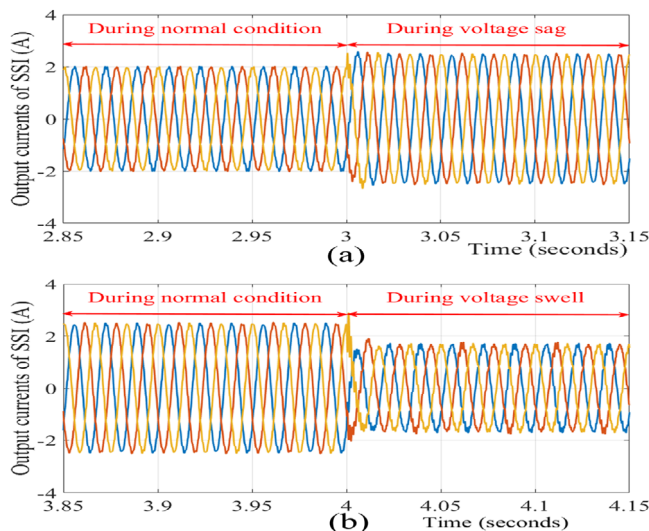 During normal condition
During voltage sag
Output currents of SSI (A)
4
2
0
-2
-4
2.85
2.9
2.95
3
3.05
3.1
3.15
Time (seconds)
(a)
During normal condition
During voltage swell
Output currents of SSI (A)
4
2
0
-2
-4
3.85
3.9
3.95
4
4.05
4.1
4.15
Time (seconds)
(b)